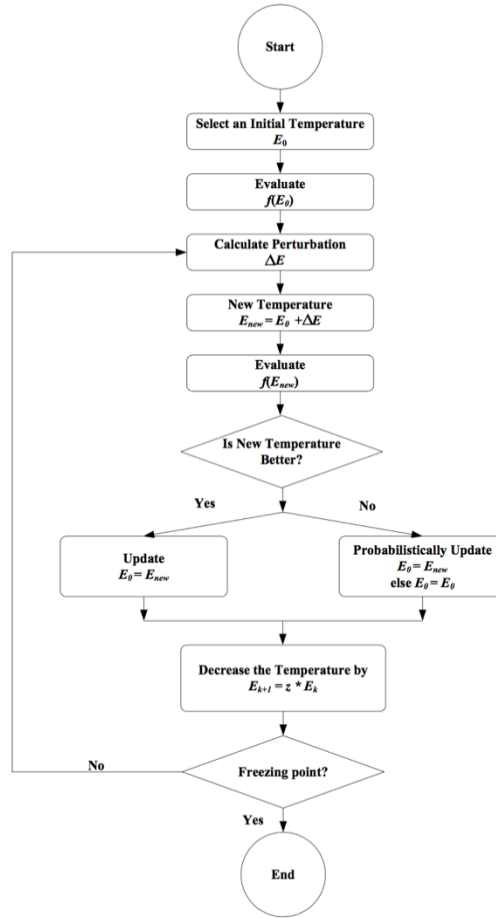 Start
Select an Initial Temperature
E₀
Evaluate
f(E₀)
Calculate Perturbation
ΔE
New Temperature
Eₙₑw = E₀ +ΔE
Evaluate
f(Eₙₑw)
Is New Temperature
Better?
Yes
No
Update
E₀ = Eₙₑw
Probabilistically Update
E₀ = Eₙₑw
else E₀ = E₀
Decrease the Temperature by
Eₖ₊₁ = z * Eₖ
Freezing point?
No
Yes
End